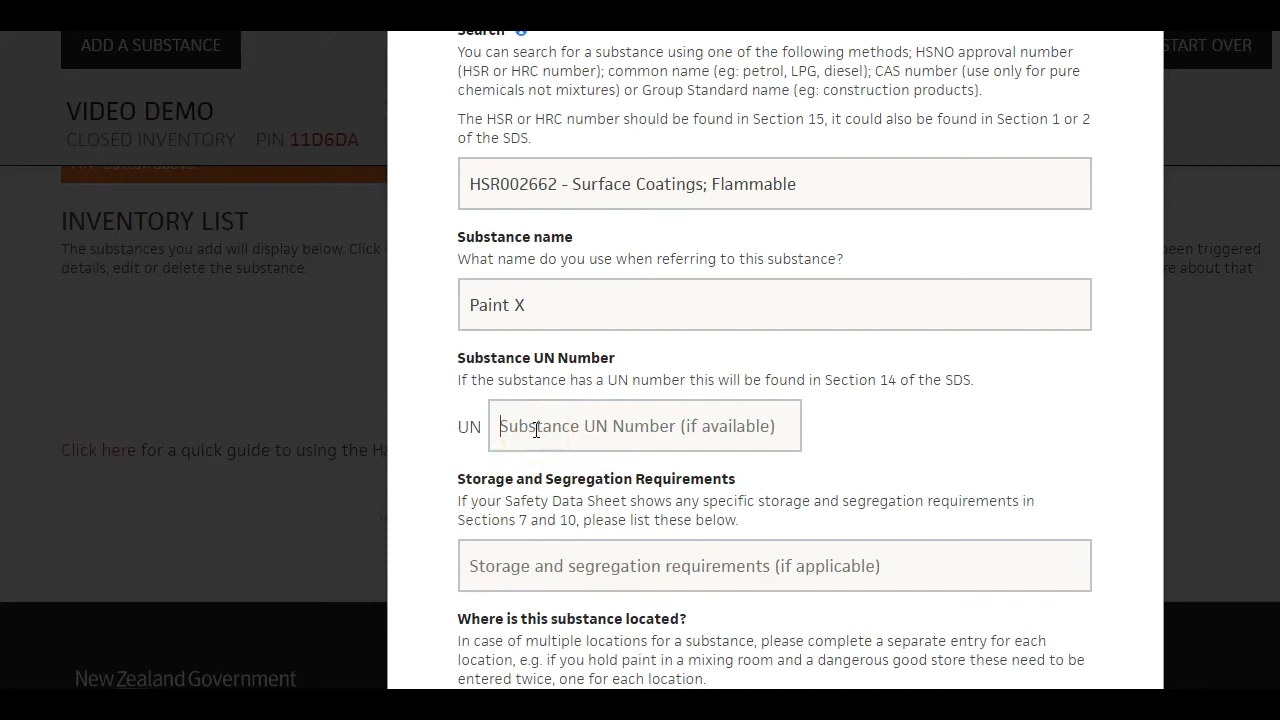 ADD A SUBSTANCE
START OVER
VIDEO DEMO
CLOSED INVENTORY PIN 11D6DA
INVENTORY LIST
The substances you add will display below. Click
been triggered
details, edit or delete the substance.
re about that
Click here for a quick guide to using the Ha
New Zealand Government
Search
You can search for a substance using one of the following methods; HSNO approval number
(HSR or HRC number); common name (eg: petrol, LPG, diesel); CAS number (use only for pure
chemicals not mixtures) or Group Standard name (eg: construction products).
The HSR or HRC number should be found in Section 15, it could also be found in Section 1 or 2
of the SDS.
HSR002662 - Surface Coatings; Flammable
Substance name
What name do you use when referring to this substance?
Paint X
Substance UN Number
If the substance has a UN number this will be found in Section 14 of the SDS.
UN Substance UN Number (if available)
Storage and Segregation Requirements
If your Safety Data Sheet shows any specific storage and segregation requirements in
Sections 7 and 10, please list these below.
Storage and segregation requirements (if applicable)
Where is this substance located?
In case of multiple locations for a substance, please complete a separate entry for each
location, e.g. if you hold paint in a mixing room and a dangerous good store these need to be
entered twice, one for each location.